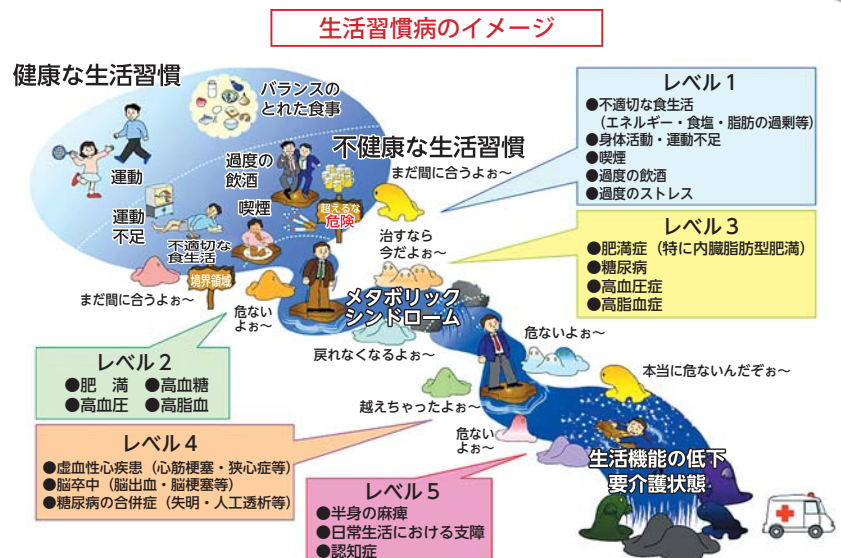 生活習慣病のイメージ
健康な生活習慣
バランスの
とれた食事
運動
不健康な生活習慣
過度の
飲酒
運動
不足
喫煙
不適切な
食生活
超えるな
危険
境界領域
まだ間に合うよぉ~
まだ間に合うよぉ~
治すなら
今だよぉ~
危ない
よぉ~
メタボリック
シンドローム
戻れなくなるよぉ~
危ないよぉ~
本当に危ないんだぞぉ~
越えちゃったよぉ~
危ない
よぉ~
生活機能の低下
要介護状態
レベル1
●不適切な食生活
(エネルギー・食塩・脂肪の過剰等)
●身体活動・運動不足
●喫煙
●過度の飲酒
●過度のストレス
レベル3
●肥満症(特に内臓脂肪型肥満)
●糖尿病
●高血圧症
●高脂血症
レベル2
●肥 満 ●高血糖
●高血圧 ●高脂血
レベル4
●虚血性心疾患(心筋梗塞・狭心症等)
●脳卒中(脳出血・脳梗塞等)
●糖尿病の合併症(失明・人工透析等)
レベル5
●半身の麻痺
●日常生活における支障
●認知症